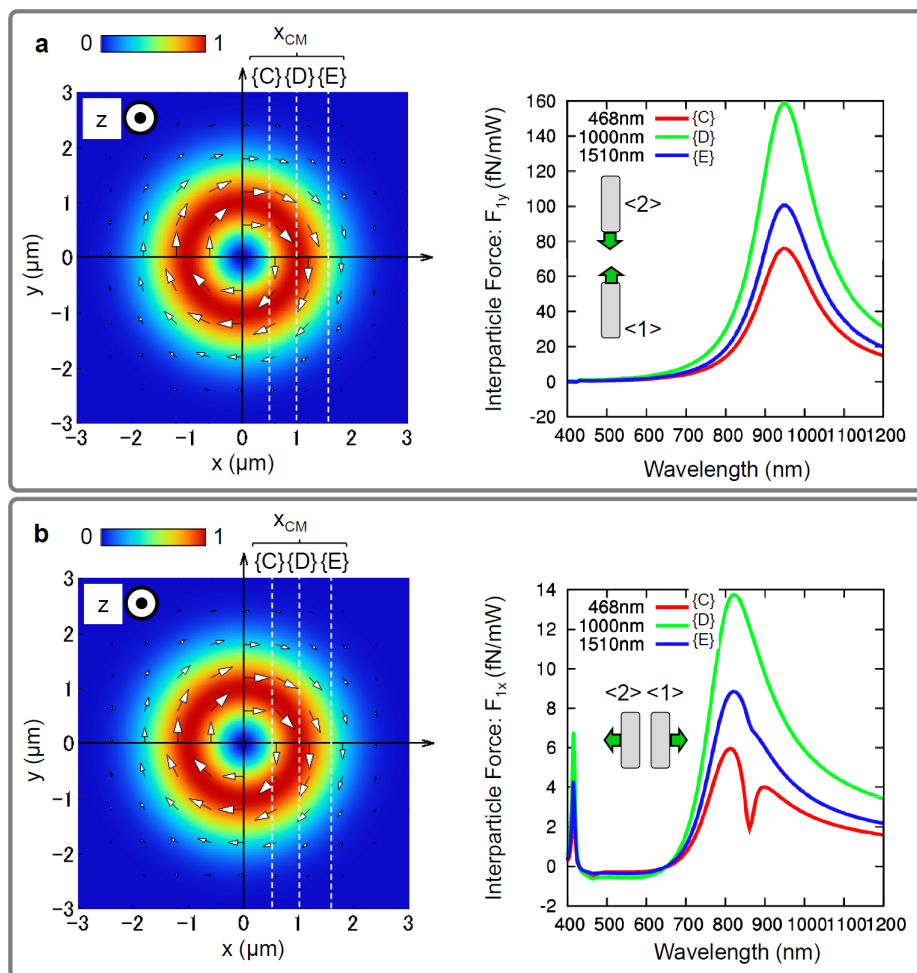 a
0 1
x_CM
{C} {D} {E}
z
3
2
1
0
−1
−2
−3
y (μm)
−3 −2 −1 0 1 2 3
x (μm)
160
140
120
100
80
60
40
20
0
-20
Interparticle Force: F_1y (fN/mW)
468nm {C}
1000nm {D}
1510nm {E}
<2>
<1>
400 500 600 700 800 900 1000 1100 1200
Wavelength (nm)
b
0 1
x_CM
{C} {D} {E}
z
3
2
1
0
−1
−2
−3
y (μm)
−3 −2 −1 0 1 2 3
x (μm)
14
12
10
8
6
4
2
0
-2
Interparticle Force: F_1x (fN/mW)
468nm {C}
1000nm {D}
1510nm {E}
<2> <1>
400 500 600 700 800 900 1000 1100 1200
Wavelength (nm)